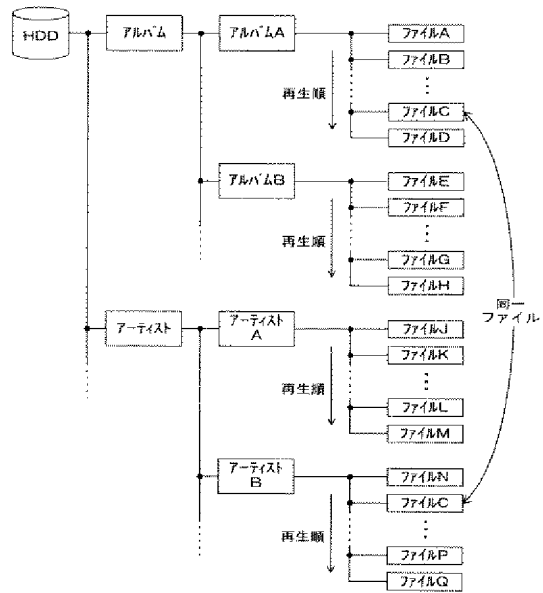 HDD
アルバム
アルバムA
ファイルA
ファイルB
再生順
ファイルC
ファイルD
アルバムB
ファイルE
ファイルF
再生順
ファイルG
ファイルH
同一
ファイル
アーティスト
アーティスト
A
ファイルJ
ファイルK
再生順
ファイルL
ファイルM
アーティスト
B
ファイルN
ファイルC
再生順
ファイルP
ファイルQ